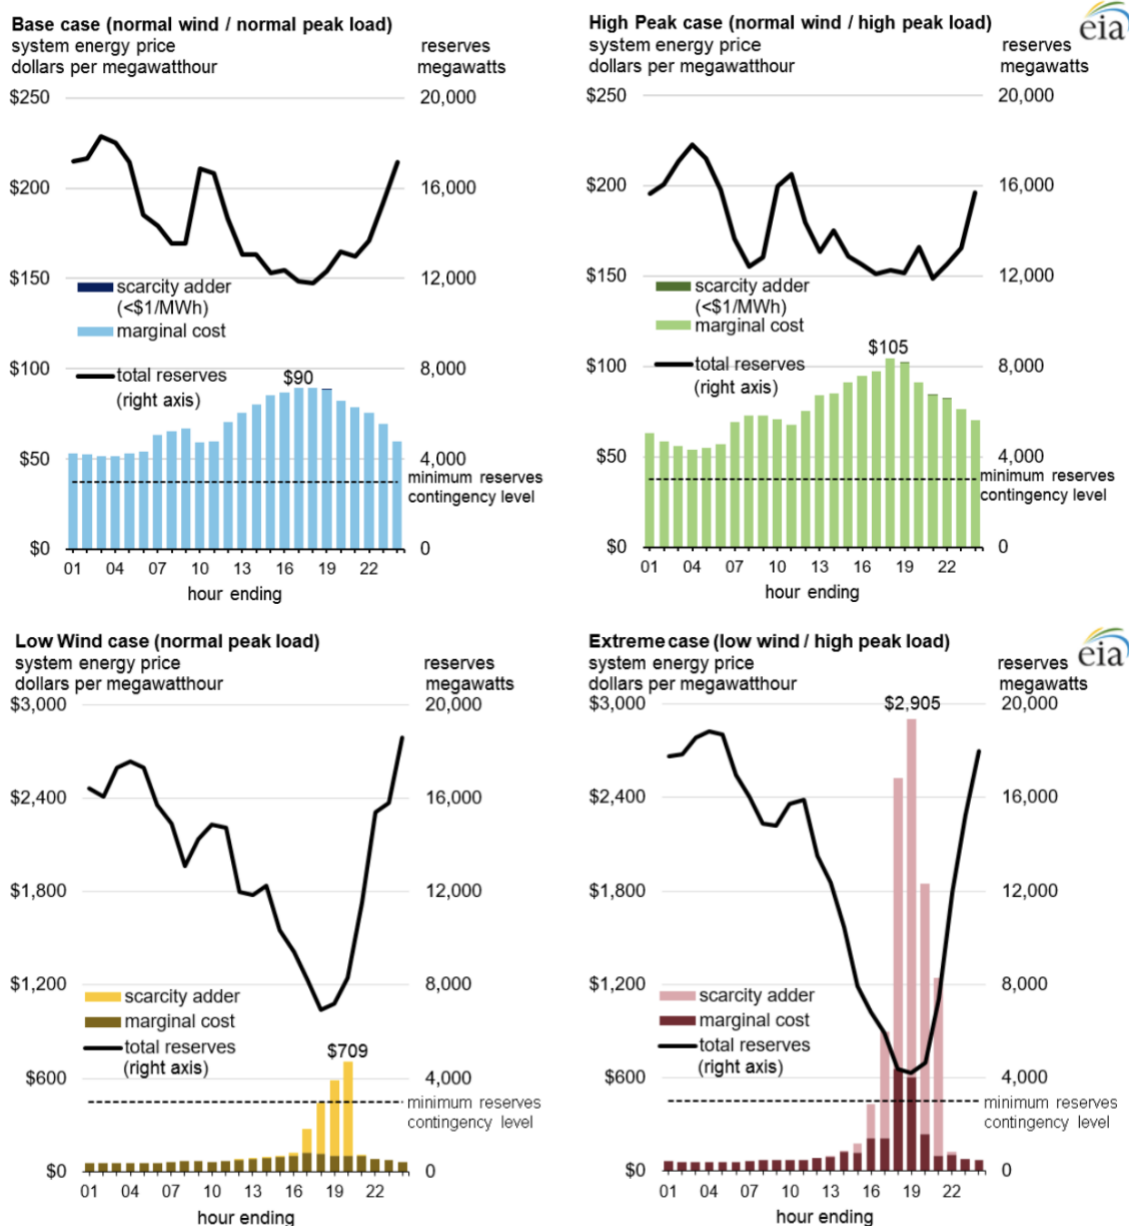 Base case (normal wind / normal peak load)
system energy price
dollars per megawatthour
reserves
megawatts
$250
$200
$150
$100
$50
$0
20,000
16,000
12,000
8,000
4,000
0
scarcity adder
(<$1/MWh)
marginal cost
total reserves
(right axis)
$90
minimum reserves
contingency level
01 04 07 10 13 16 19 22
hour ending
High Peak case (normal wind / high peak load)
eia
system energy price
dollars per megawatthour
reserves
megawatts
$250
$200
$150
$100
$50
$0
20,000
16,000
12,000
8,000
4,000
0
scarcity adder
(<$1/MWh)
marginal cost
total reserves
(right axis)
$105
minimum reserves
contingency level
01 04 07 10 13 16 19 22
hour ending
Low Wind case (normal peak load)
system energy price
dollars per megawatthour
reserves
megawatts
$3,000
$2,400
$1,800
$1,200
$600
$0
20,000
16,000
12,000
8,000
4,000
0
scarcity adder
marginal cost
total reserves
(right axis)
$709
minimum reserves
contingency level
01 04 07 10 13 16 19 22
hour ending
Extreme case (low wind / high peak load)
eia
system energy price
dollars per megawatthour
reserves
megawatts
$3,000
$2,400
$1,800
$1,200
$600
$0
20,000
16,000
12,000
8,000
4,000
0
$2,905
scarcity adder
marginal cost
total reserves
(right axis)
minimum reserves
contingency level
01 04 07 10 13 16 19 22
hour ending